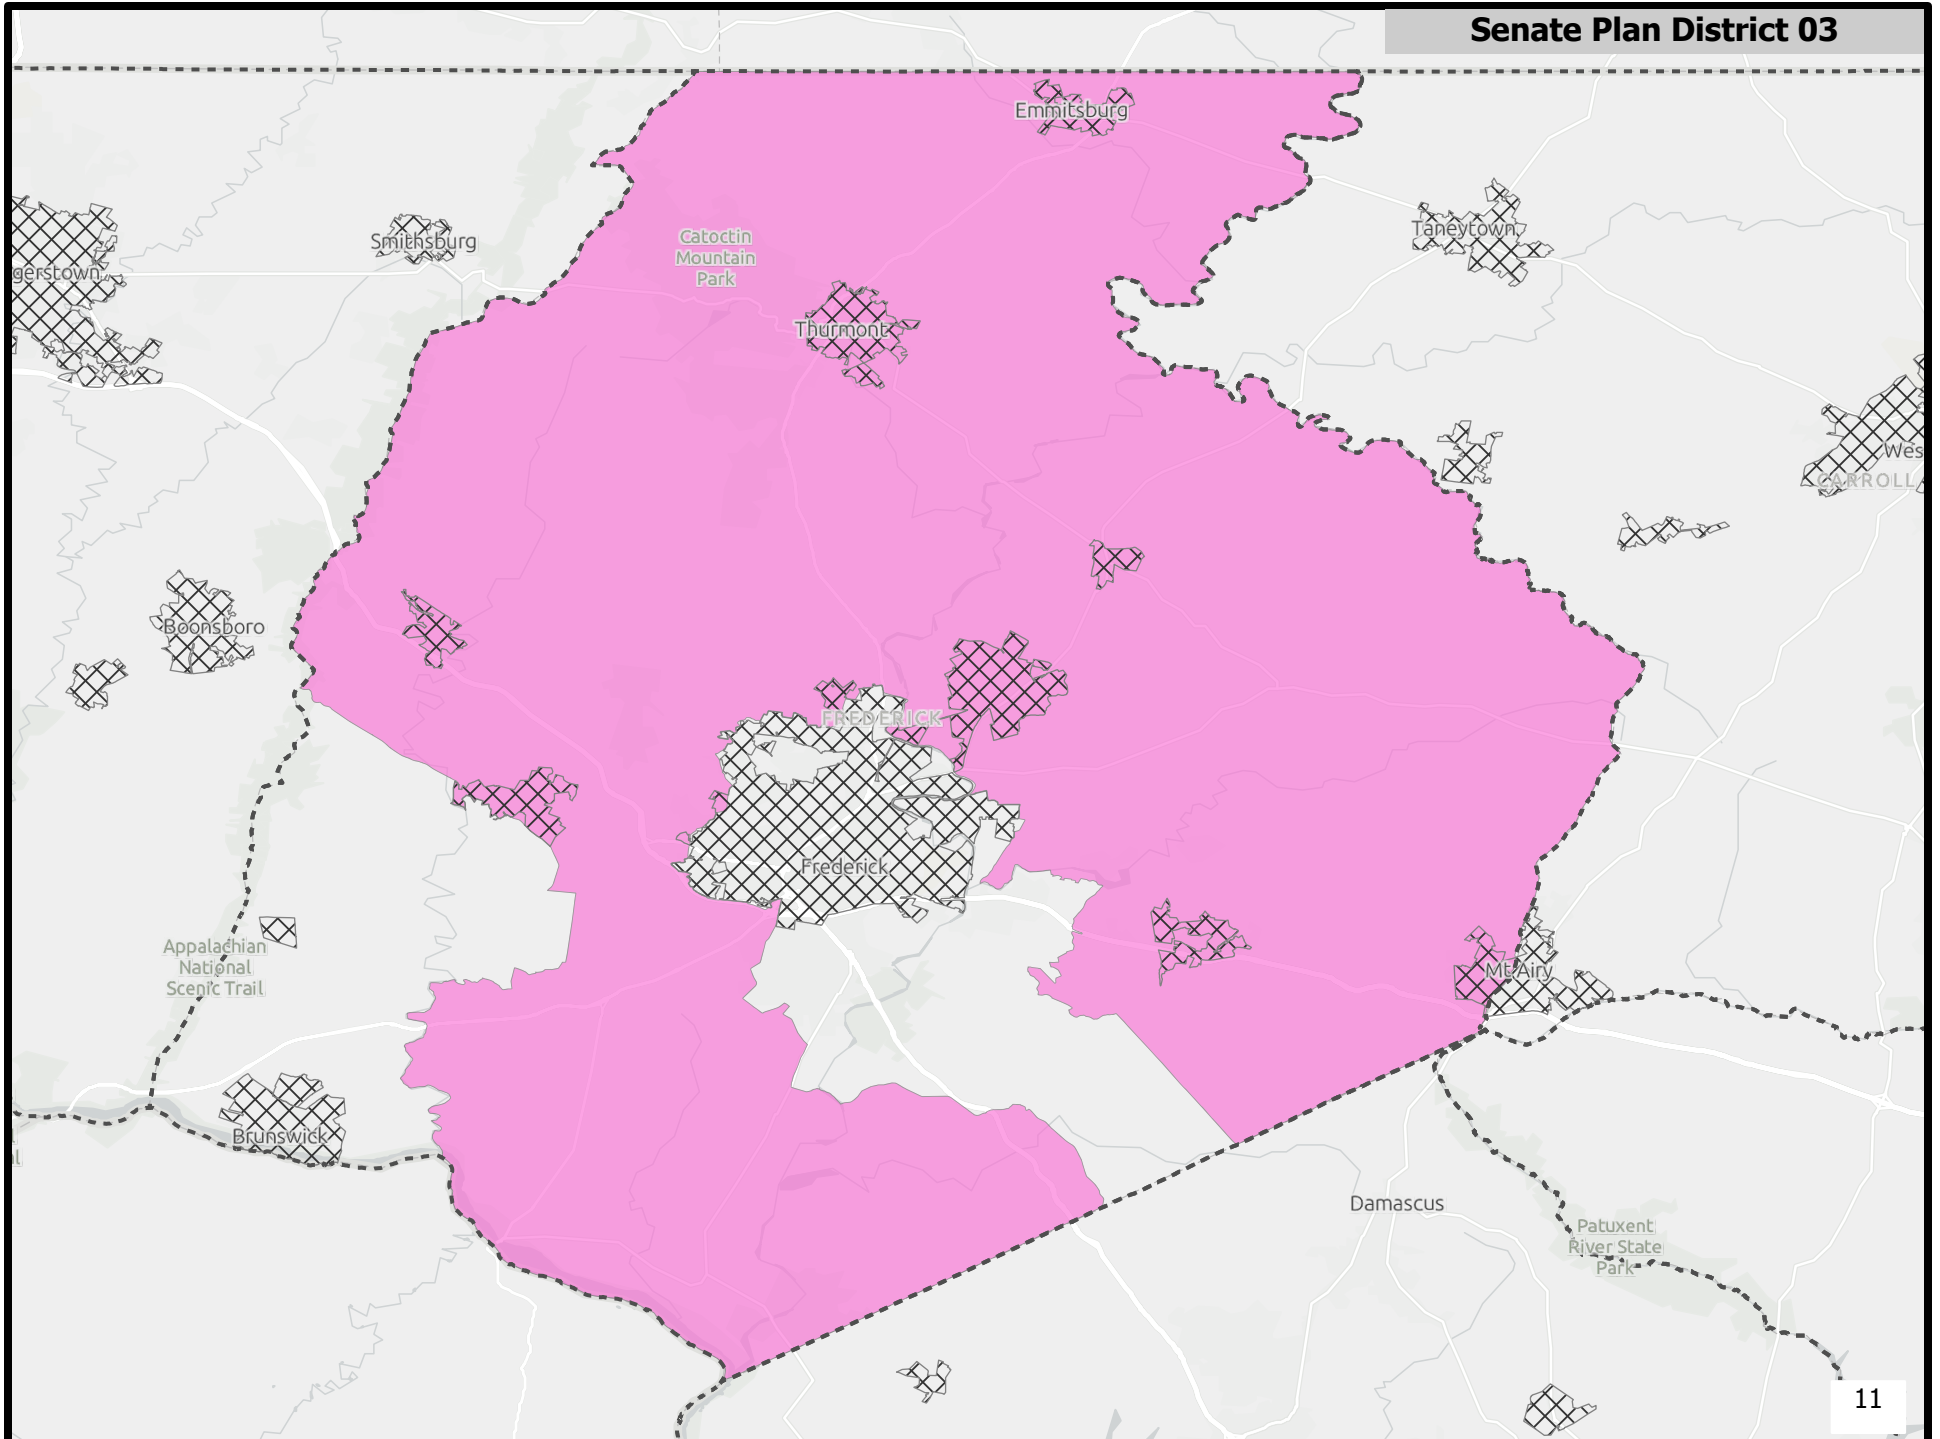 Senate Plan District 03
Emmitsburg
Taneytown
Smithsburg
Catoctin
Mountain
Park
gerstown
Thurmont
Wes
CARROLL
Boonsboro
FREDERICK
Frederick
Appalachian
National
Scenic Trail
Mt Airy
Brunswick
al
Damascus
Patuxent
River State
Park
11